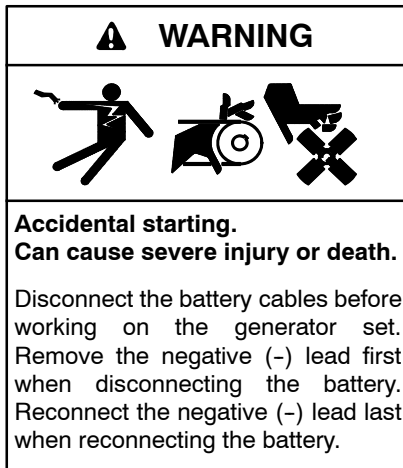 WARNING
Accidental starting.
Can cause severe injury or death.
Disconnect the battery cables before
working on the generator set.
Remove the negative (–) lead first
when disconnecting the battery.
Reconnect the negative (–) lead last
when reconnecting the battery.